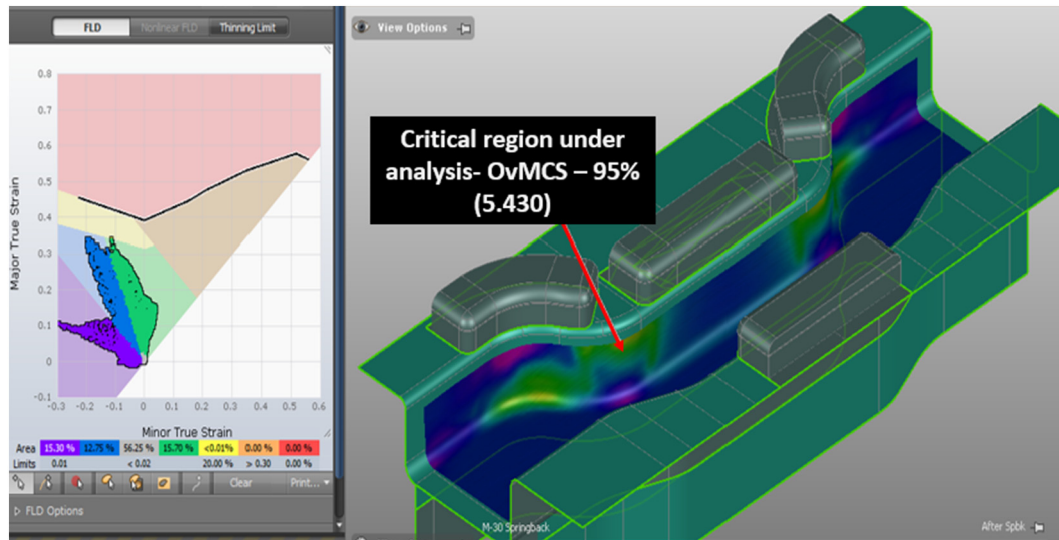 FLD Nonlinear FLD Thinning Limit
View Options
0.8
0.7
0.6
0.5
0.4
0.3
0.2
0.1
0
-0.1
Major True Strain
-0.3 -0.2 -0.1 0 0.1 0.2 0.3 0.4 0.5 0.6
Minor True Strain
Area 15.30 % 12.75 % 56.25 % 15.70 % <0.01% 0.00 % 0.00 %
Limits 0.01 < 0.02 20.00 % > 0.30 0.00 %
Clear Print...
FLD Options
Critical region under
analysis- OvMCS – 95%
(5.430)
M-30 Springback
After Spbk